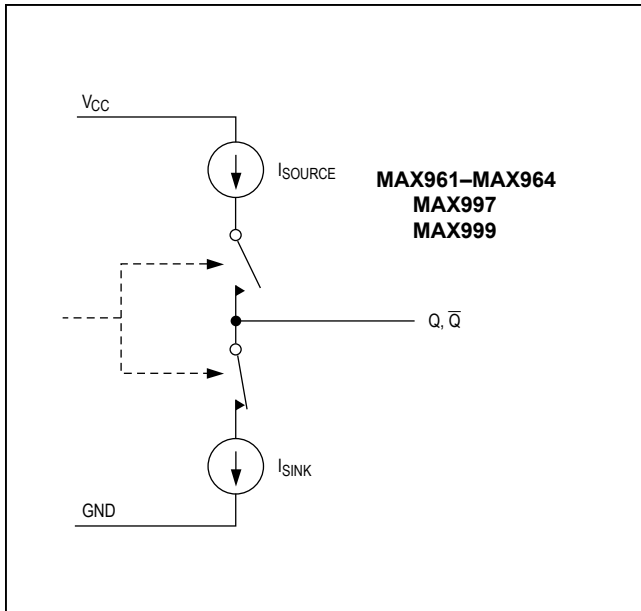 VCC
ISOURCE
MAX961–MAX964
MAX997
MAX999
Q, Q̅
ISINK
GND